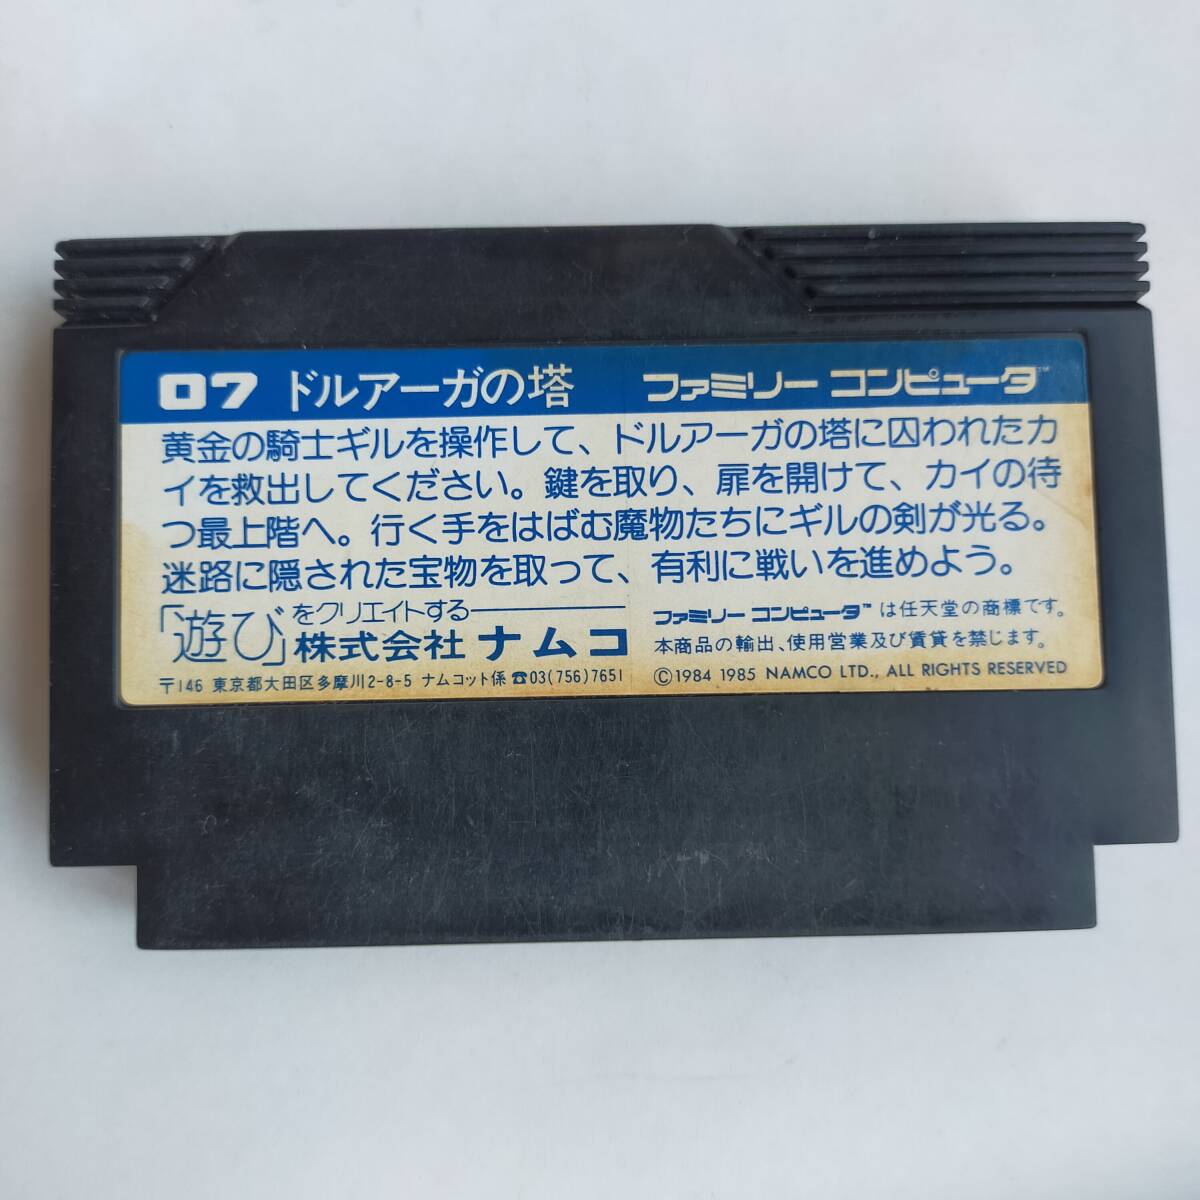 07 ドルアーガの塔 ファミリー コンピュータ™
黄金の騎士ギルを操作して、ドルアーガの塔に囚われたカ
イを救出してください。鍵を取り、扉を開けて、カイの待
つ最上階へ。行く手をはばむ魔物たちにギルの剣が光る。
迷路に隠された宝物を取って、有利に戦いを進めよう。
「遊び」をクリエイトする
株式会社 ナムコ
〒146 東京都大田区多摩川2-8-5 ナムコット係 ☎03(756)7651
ファミリー コンピュータ™は任天堂の商標です。
本商品の輸出、使用営業及び賃貸を禁じます。
©1984 1985 NAMCO LTD., ALL RIGHTS RESERVED